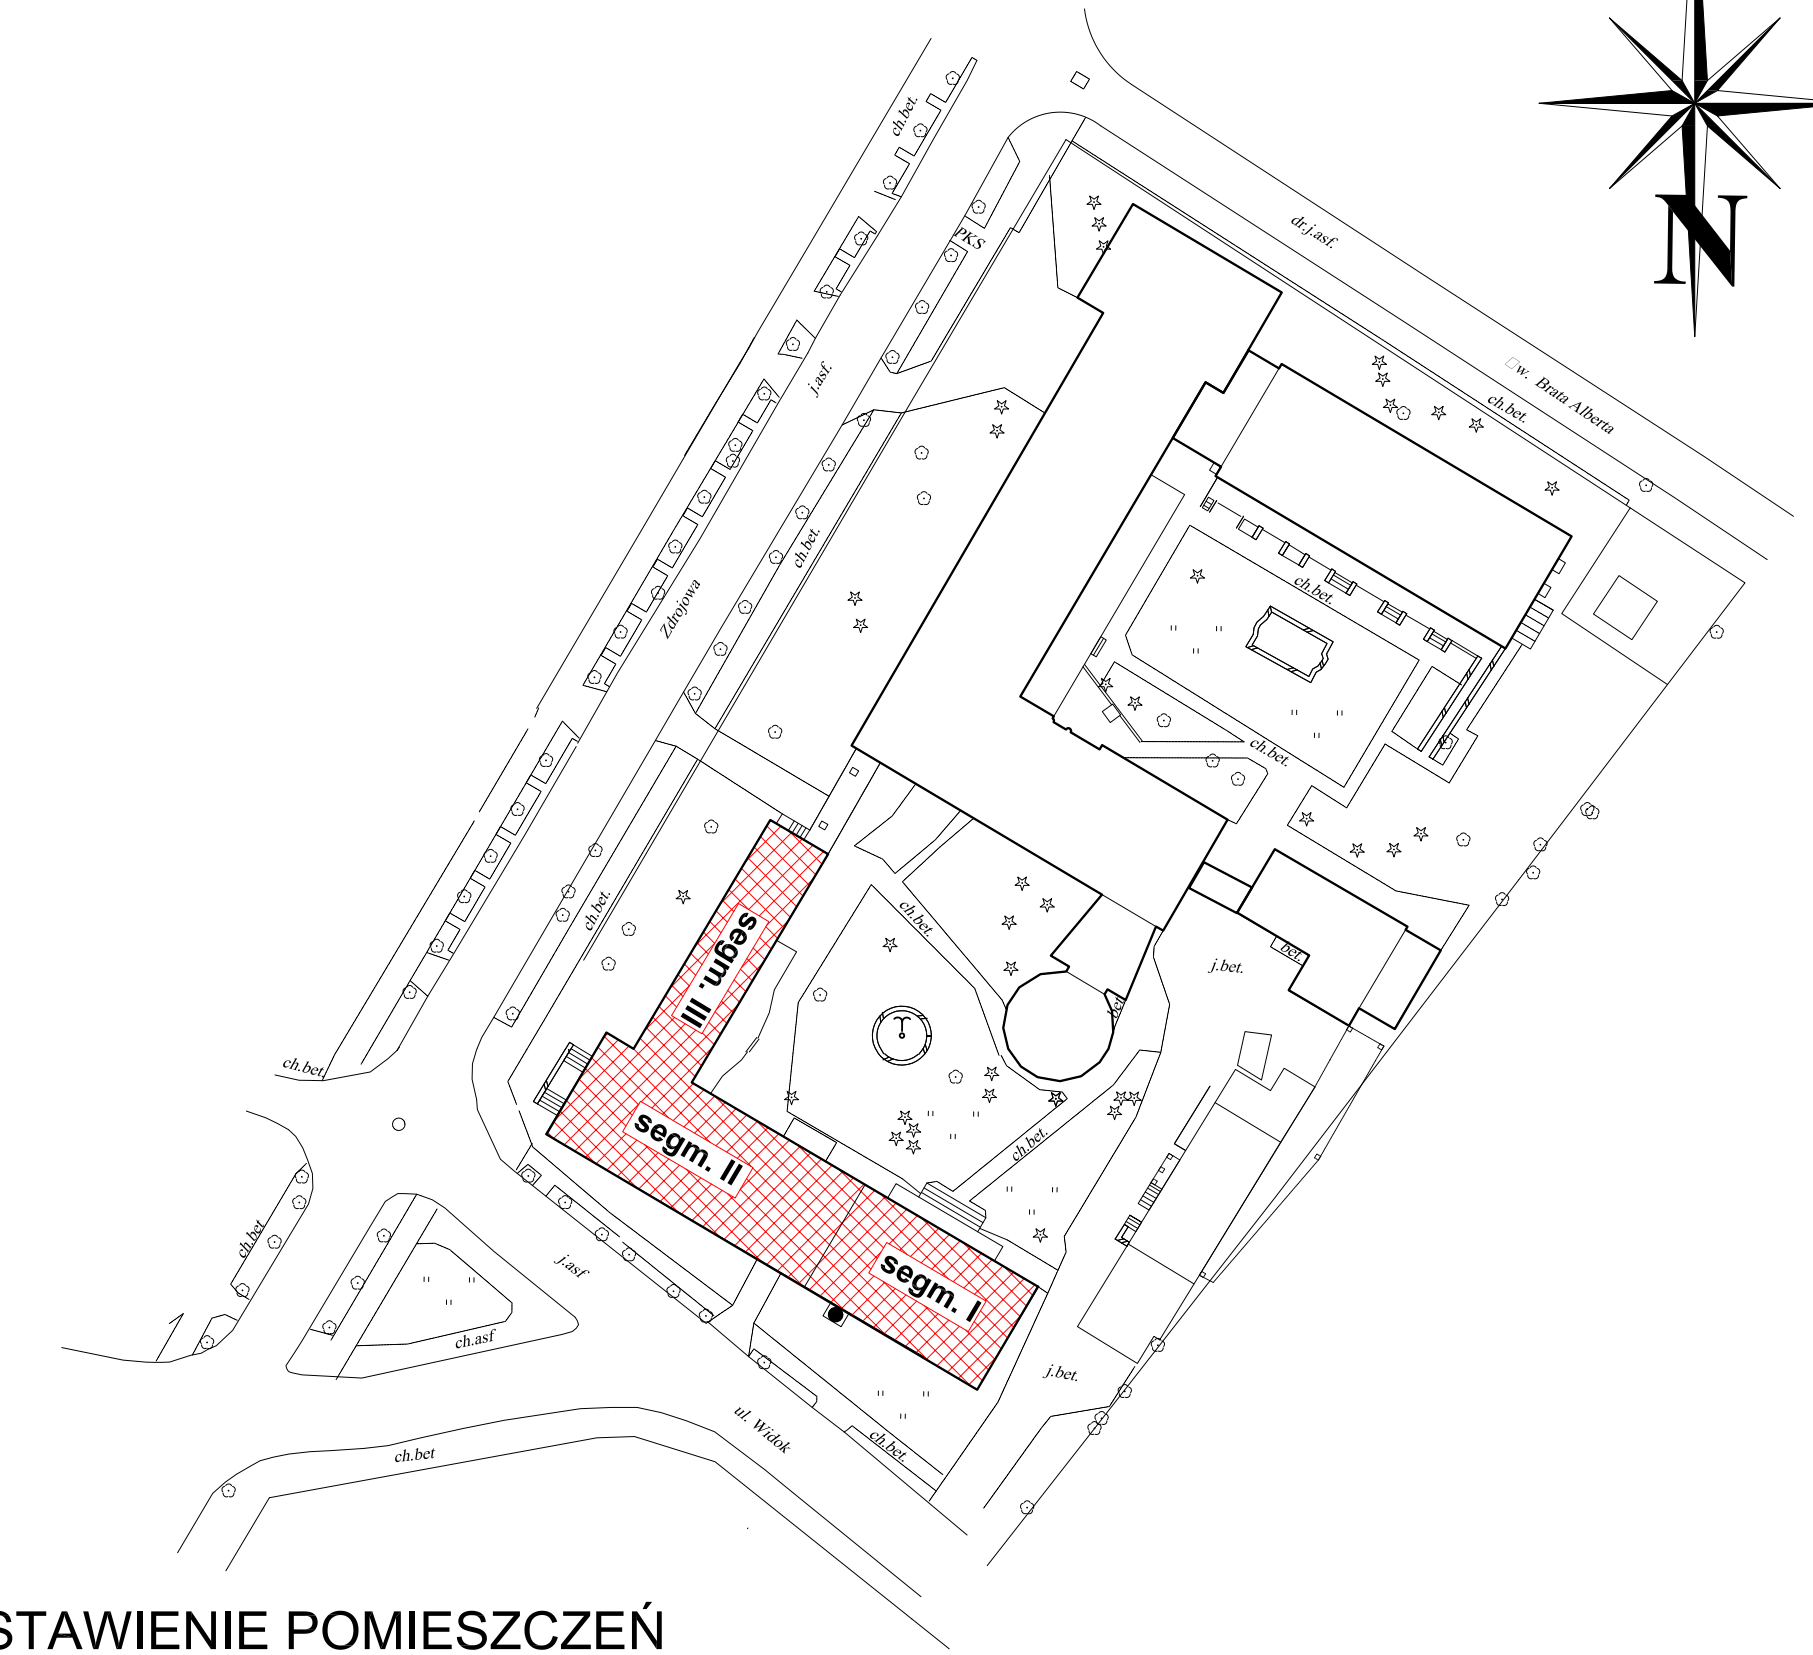 ch.bet.
N
PKS
dr.j.asf.
w. Brata Alberta
ch.bet.
j.asf.
ch.bet.
Zdrojowa
ch.bet.
ch.bet.
ch.bet.
ch.bet.
segm. III
bet.
j.bet.
bet.
ch.bet.
segm. II
ch.bet.
ch.bet
j.asf
segm. I
ch.asf
j.bet.
ul. Widok
ch.bet.
ch.bet
STAWIENIE POMIESZCZEŃ